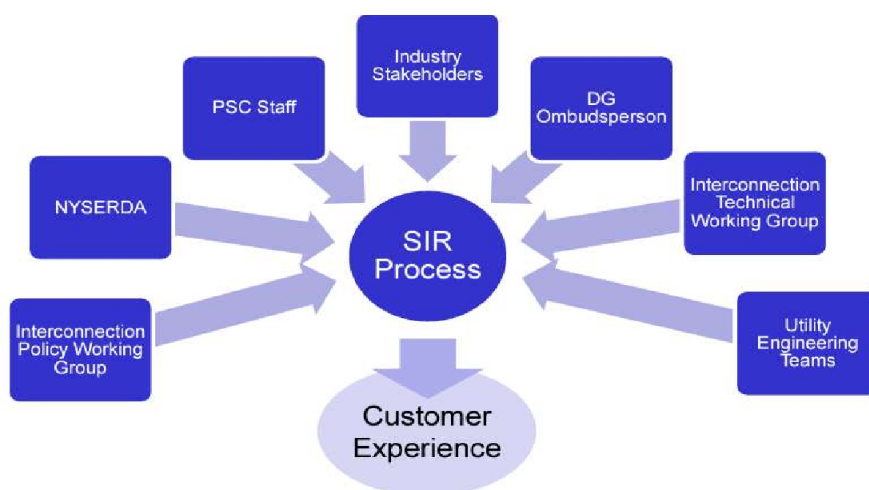 Industry
Stakeholders
PSC Staff
DG
Ombudsperson
NYSERDA
Interconnection
Technical
Working Group
SIR
Process
Interconnection
Policy Working
Group
Utility
Engineering
Teams
Customer
Experience